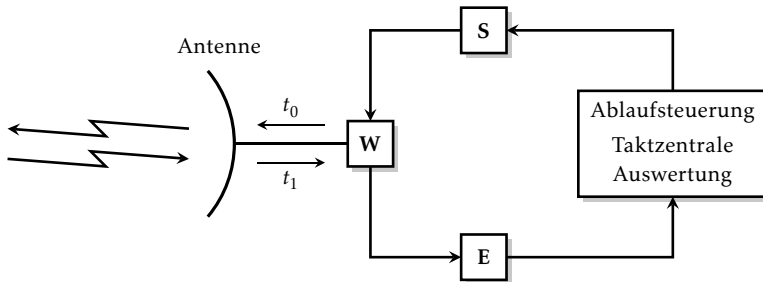 Antenne
S
t₀
W
t₁
Ablaufsteuerung
Taktzentrale
Auswertung
E